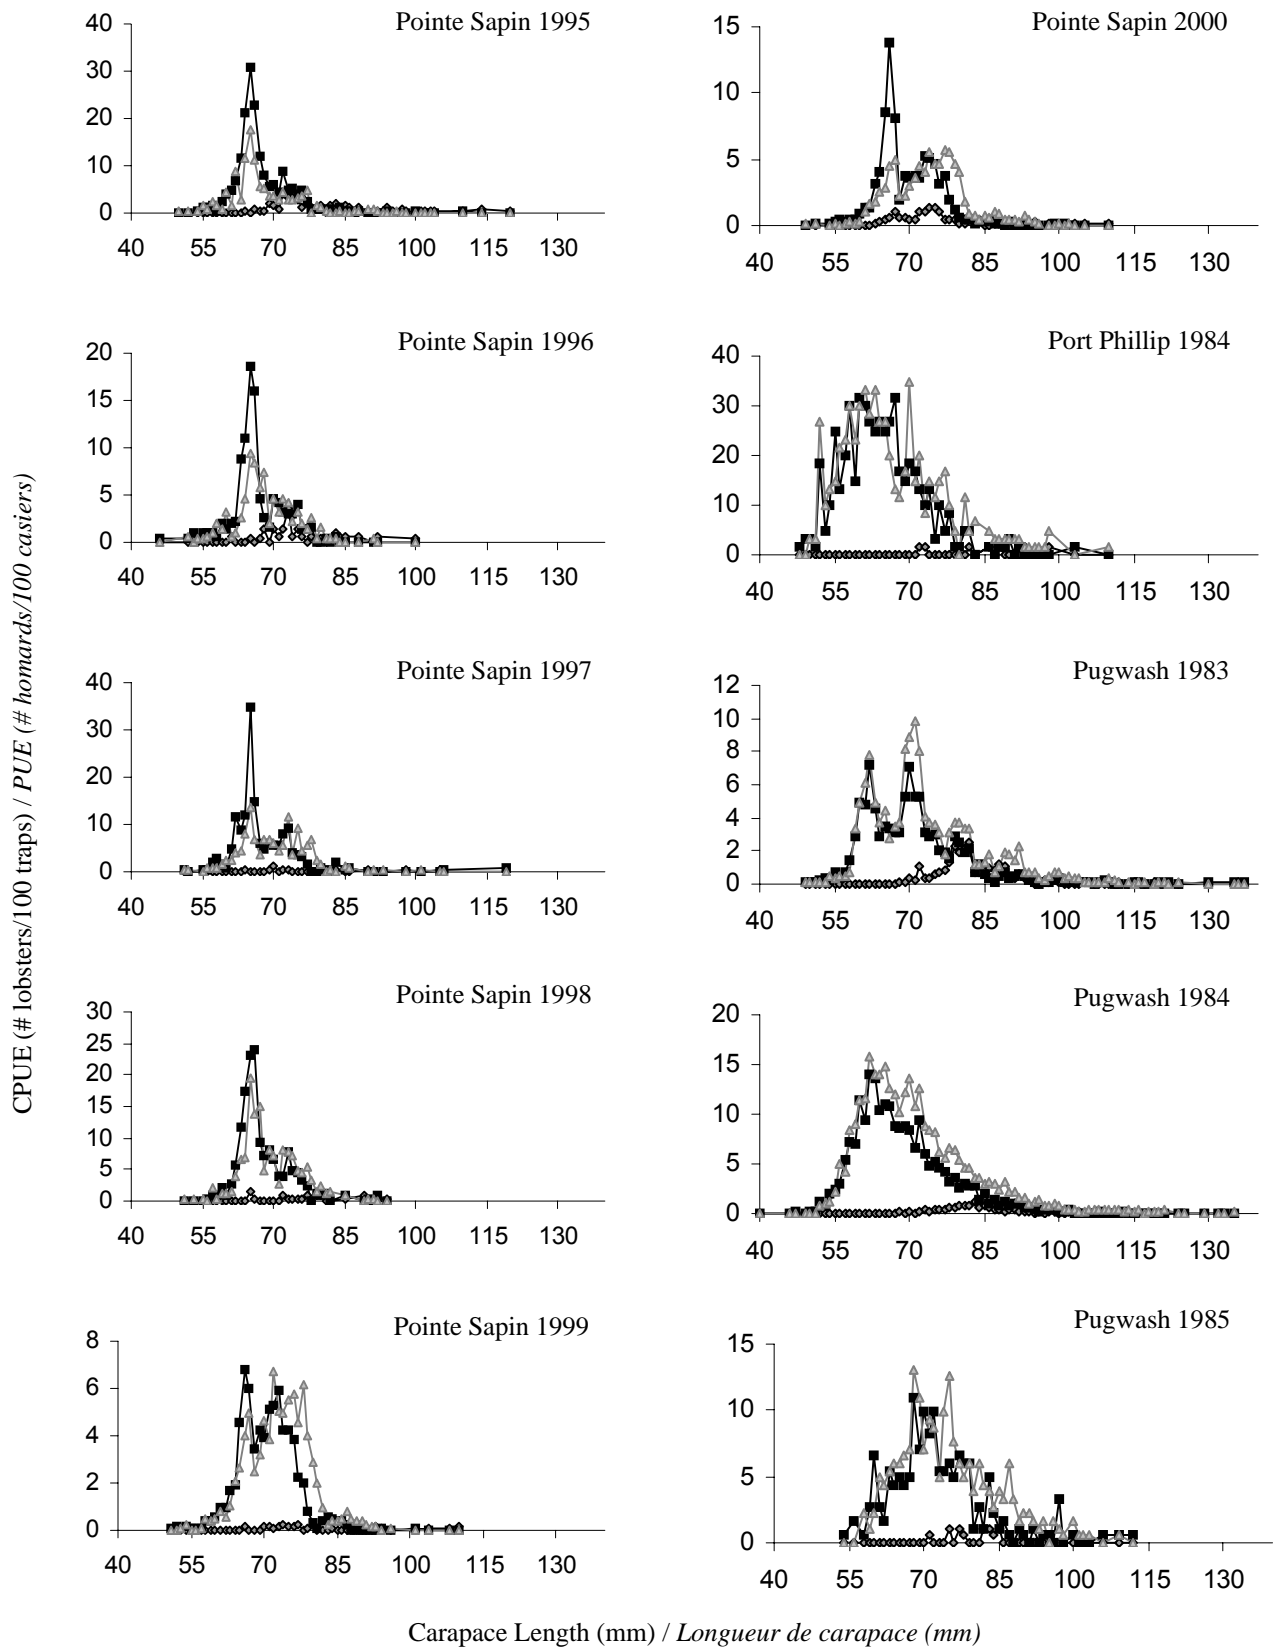 CPUE (# lobsters/100 traps) / PUE (# homards/100 casiers)
Pointe Sapin 1995
40
30
20
10
0
40 55 70 85 100 115 130
Pointe Sapin 1996
20
15
10
5
0
40 55 70 85 100 115 130
Pointe Sapin 1997
40
30
20
10
0
40 55 70 85 100 115 130
Pointe Sapin 1998
30
25
20
15
10
5
0
40 55 70 85 100 115 130
Pointe Sapin 1999
8
6
4
2
0
40 55 70 85 100 115 130
Pointe Sapin 2000
15
10
5
0
40 55 70 85 100 115 130
Port Phillip 1984
40
30
20
10
0
40 55 70 85 100 115 130
Pugwash 1983
12
10
8
6
4
2
0
40 55 70 85 100 115 130
Pugwash 1984
20
15
10
5
0
40 55 70 85 100 115 130
Pugwash 1985
15
10
5
0
40 55 70 85 100 115 130
Carapace Length (mm) / Longueur de carapace (mm)